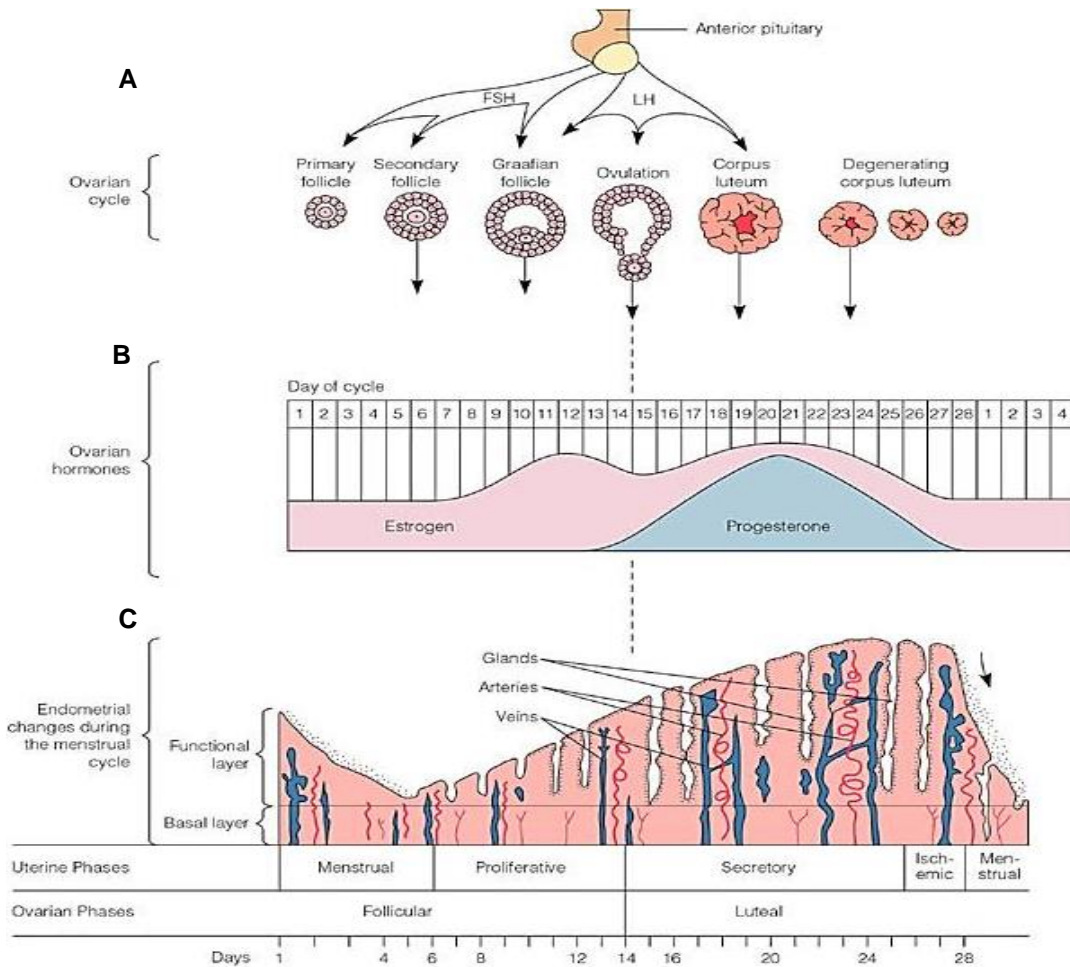 Anterior pituitary
A
FSH
LH
Ovarian
cycle
Primary
follicle
Secondary
follicle
Graafian
follicle
Ovulation
Corpus
luteum
Degenerating
corpus luteum
B
Ovarian
hormones
Day of cycle
1 2 3 4 5 6 7 8 9 10 11 12 13 14 15 16 17 18 19 20 21 22 23 24 25 26 27 28 1 2 3 4
Estrogen
Progesterone
C
Endometrial
changes during
the menstrual
cycle
Functional
layer
Basal layer
Glands
Arteries
Veins
Uterine Phases
Menstrual
Proliferative
Secretory
Isch-
emic
Men-
strual
Ovarian Phases
Follicular
Luteal
Days 1 4 6 8 12 14 16 20 24 28